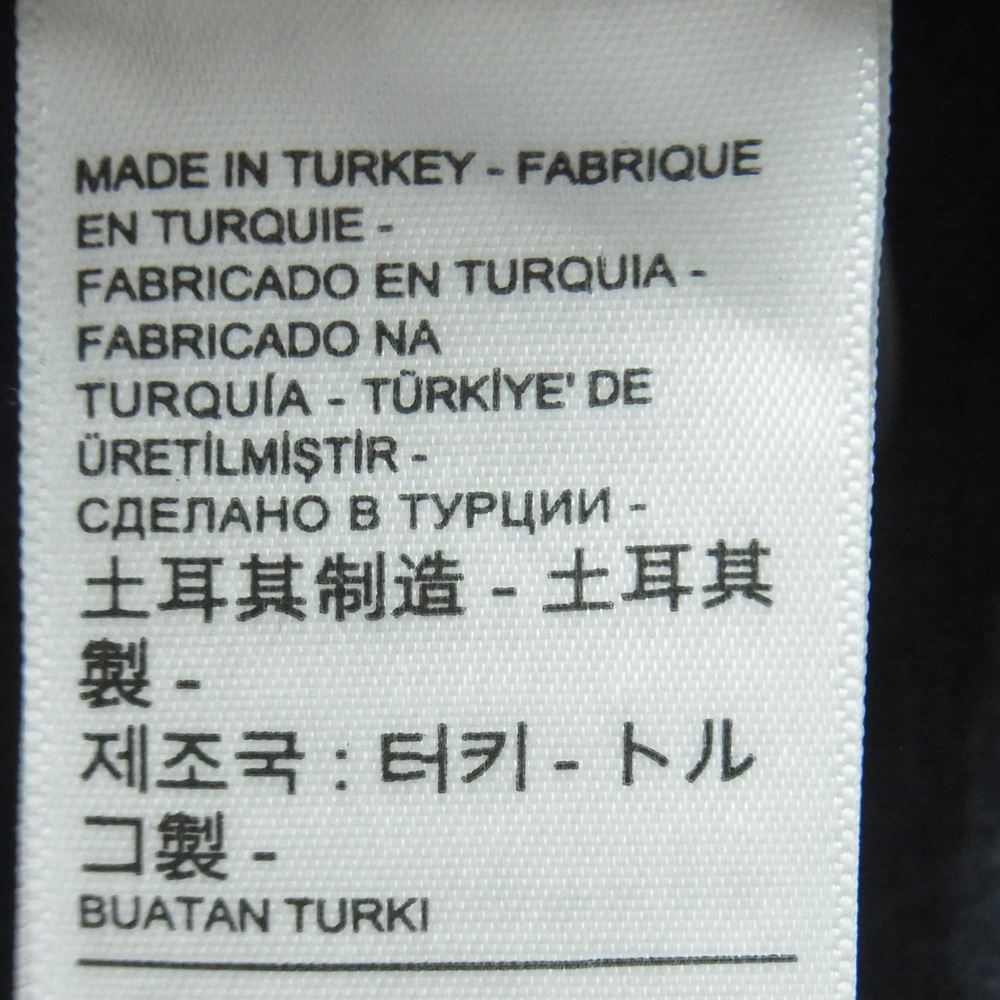 MADE IN TURKEY - FABRIQUE
EN TURQUIE -
FABRICADO EN TURQUIA -
FABRICADO NA
TURQUÍA - TÜRKİYE' DE
ÜRETİLMİŞTİR -
СДЕЛАНО В ТУРЦИИ -
土耳其制造 - 土耳其
製 -
제조국 : 터키 - トル
コ製 -
BUATAN TURKI